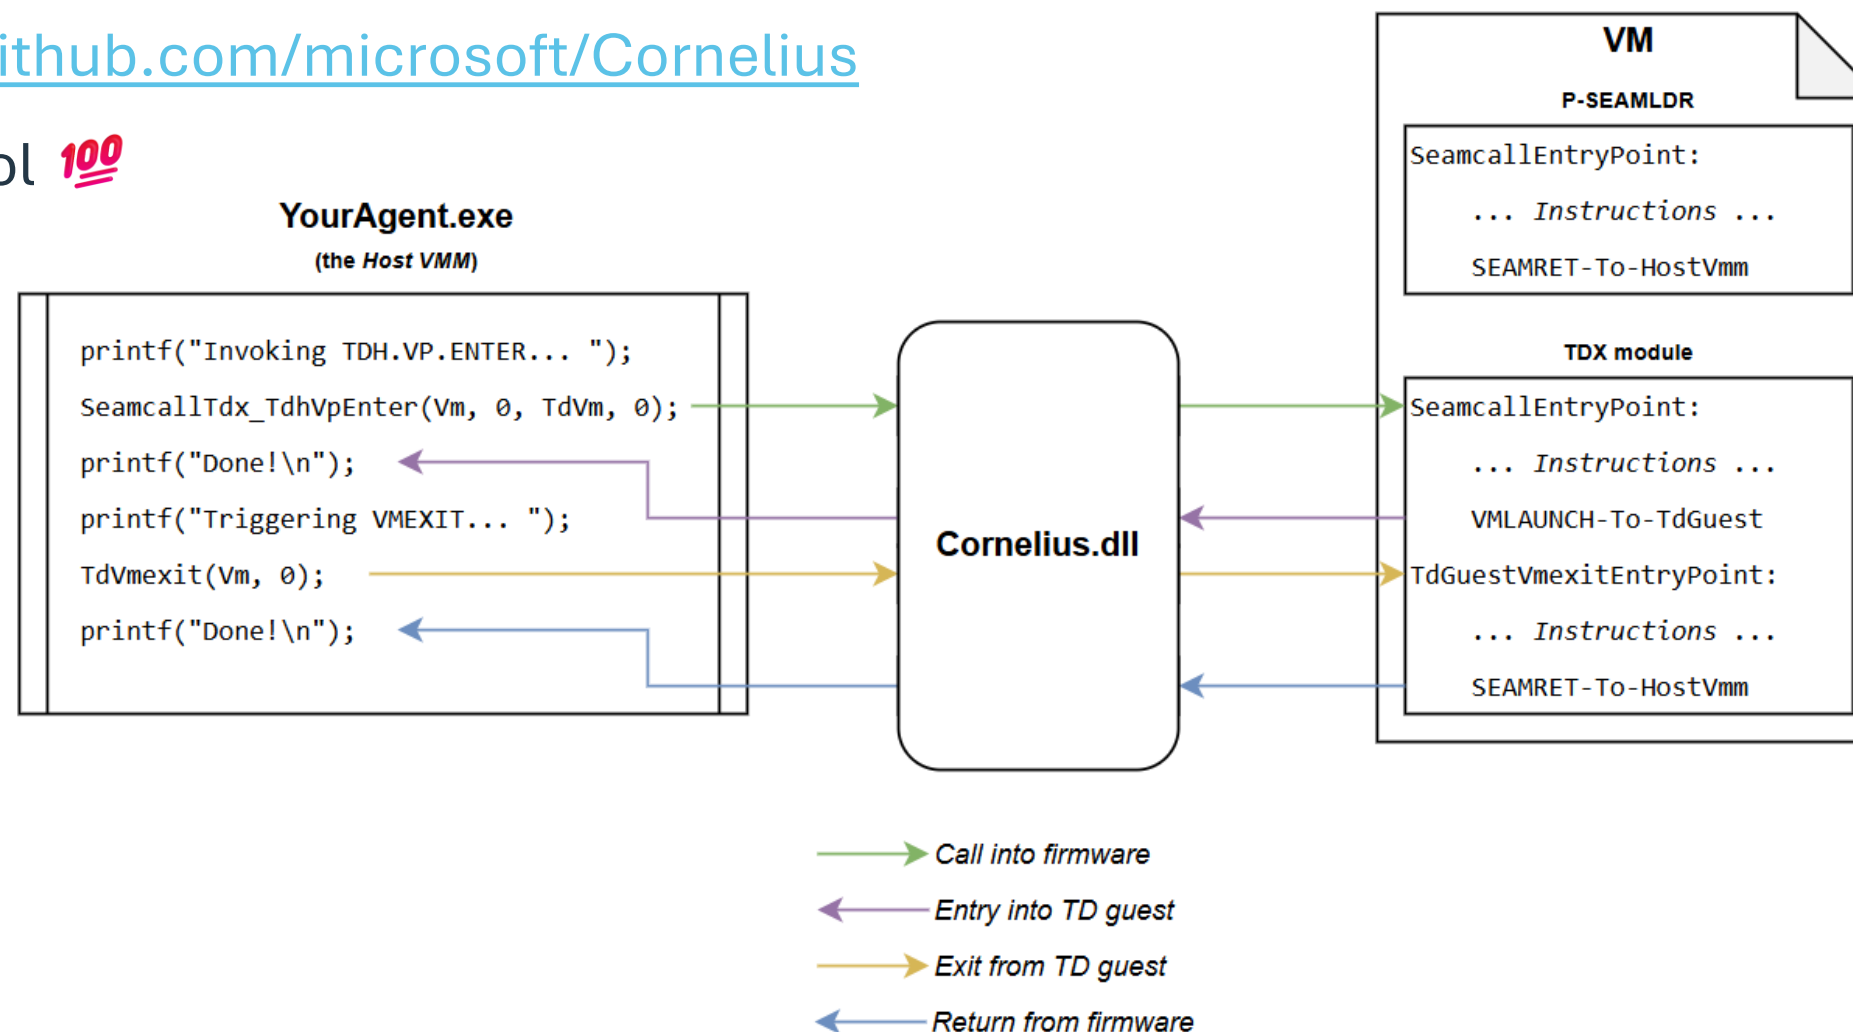 ithub.com/microsoft/Cornelius
ol 💯
YourAgent.exe
(the Host VMM)
printf("Invoking TDH.VP.ENTER... ");
SeamcallTdx_TdhVpEnter(Vm, 0, TdVm, 0);
printf("Done!\n");
printf("Triggering VMEXIT... ");
TdVmexit(Vm, 0);
printf("Done!\n");
Cornelius.dll
VM
P-SEAMLDR
SeamcallEntryPoint:
... Instructions ...
SEAMRET-To-HostVmm
TDX module
SeamcallEntryPoint:
... Instructions ...
VMLAUNCH-To-TdGuest
TdGuestVmexitEntryPoint:
... Instructions ...
SEAMRET-To-HostVmm
Call into firmware
Entry into TD guest
Exit from TD guest
Return from firmware